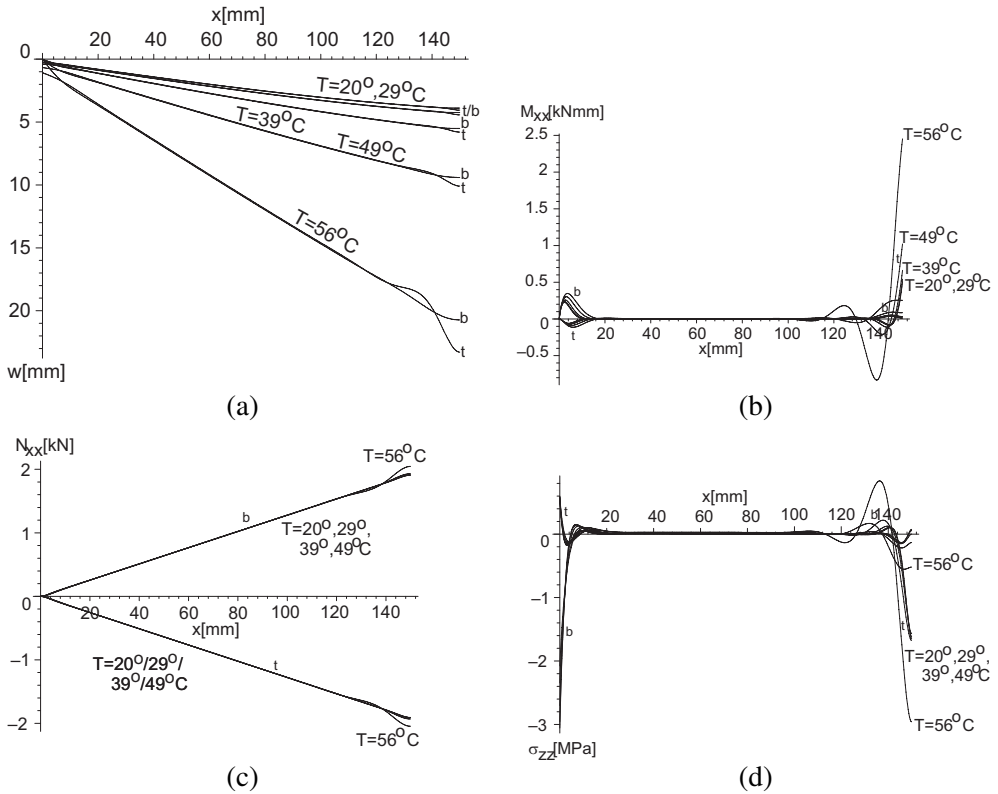 x[mm]
0 20 40 60 80 100 120 140
T=20°,29°C
t/b
5
T=39°C
b
t
T=49°C
10
b
t
15
T=56°C
20
b
t
w[mm]
(a)
M_xx[kNmm]
2.5
T=56°C
2
1.5
1
T=49°C
t
T=39°C
0.5
T=20°,29°C
b
b
0
t
20 40 60 80 100 120 140
x[mm]
–0.5
(b)
N_xx[kN]
T=56°C
2
b
T=20°,29°,
39°,49°C
1
0
20 40 60 80 100 120 140
x[mm]
T=20°/29°/
39°/49°C
t
–1
–2
T=56°C
(c)
x[mm]
t
20 40 60 80 100 120 140
b
0
T=56°C
–1
b
t
T=20°,29°,
39°,49°C
–2
T=56°C
–3
σ_zz[MPa]
(d)